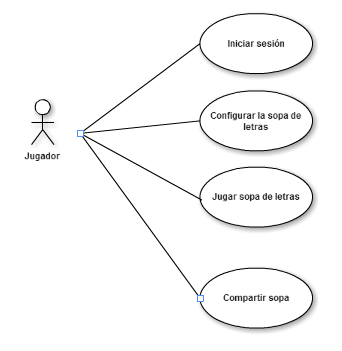 Iniciar sesión
Configurar la sopa de
letras
Jugador
Jugar sopa de letras
Compartir sopa